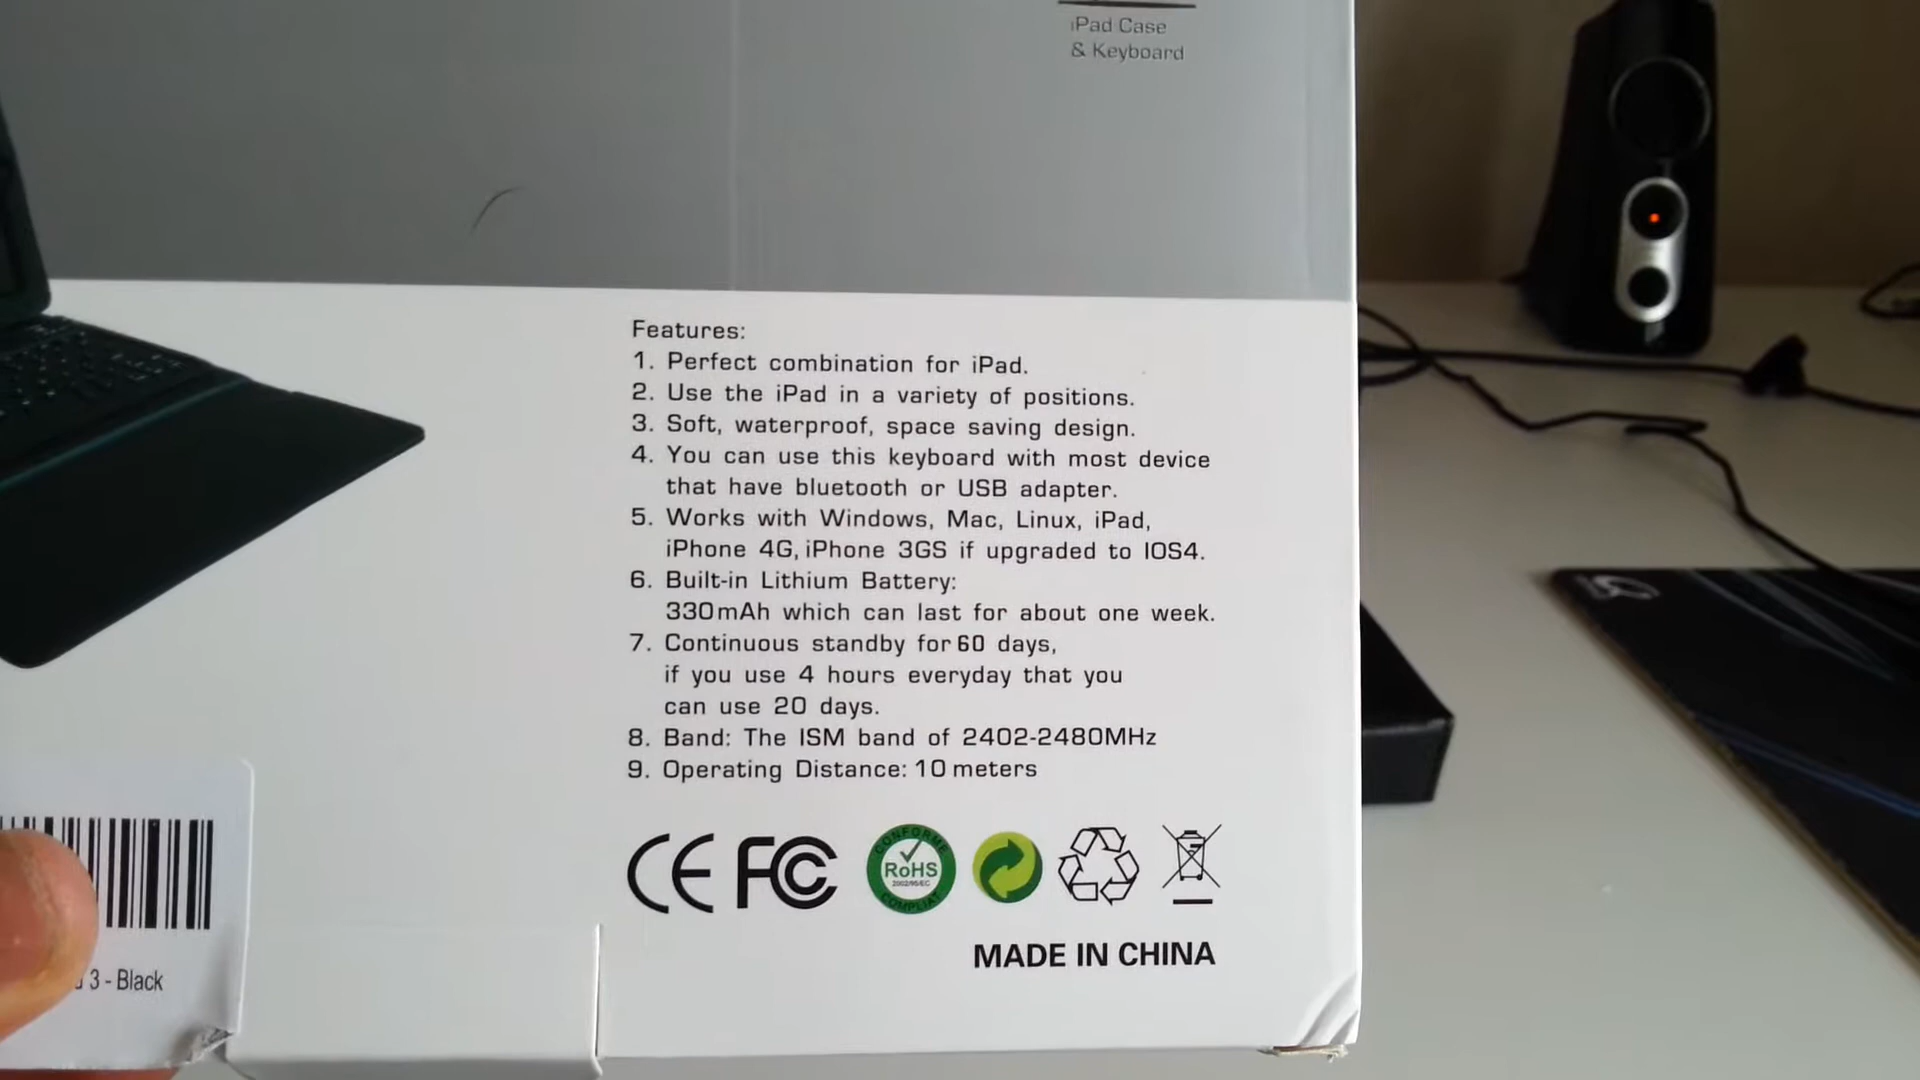 iPad Case
& Keyboard
Features:
1. Perfect combination for iPad.
2. Use the iPad in a variety of positions.
3. Soft, waterproof, space saving design.
4. You can use this keyboard with most device
that have bluetooth or USB adapter.
5. Works with Windows, Mac, Linux, iPad,
iPhone 4G, iPhone 3GS if upgraded to IOS4.
6. Built-in Lithium Battery:
330mAh which can last for about one week.
7. Continuous standby for 60 days,
if you use 4 hours everyday that you
can use 20 days.
8. Band: The ISM band of 2402-2480MHz
9. Operating Distance: 10 meters
CE FC
CONFORME
RoHS
2002/95/EC
COMPLIAT
MADE IN CHINA
3 - Black